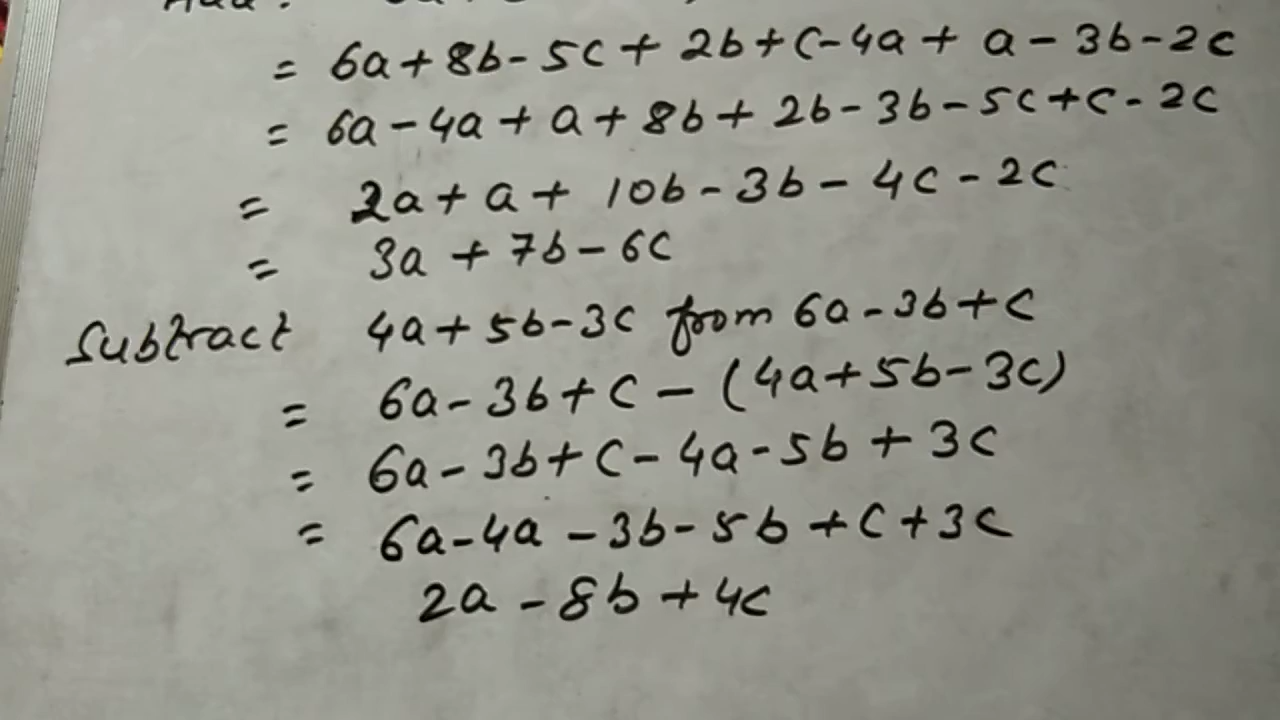 = 6a + 8b - 5c + 2b + c - 4a + a - 3b - 2c
= 6a - 4a + a + 8b + 2b - 3b - 5c + c - 2c
= 2a + a + 10b - 3b - 4c - 2c
= 3a + 7b - 6c
Subtract 4a + 5b - 3c from 6a - 3b + c
= 6a - 3b + c - (4a + 5b - 3c)
= 6a - 3b + c - 4a - 5b + 3c
= 6a - 4a - 3b - 5b + c + 3c
2a - 8b + 4c